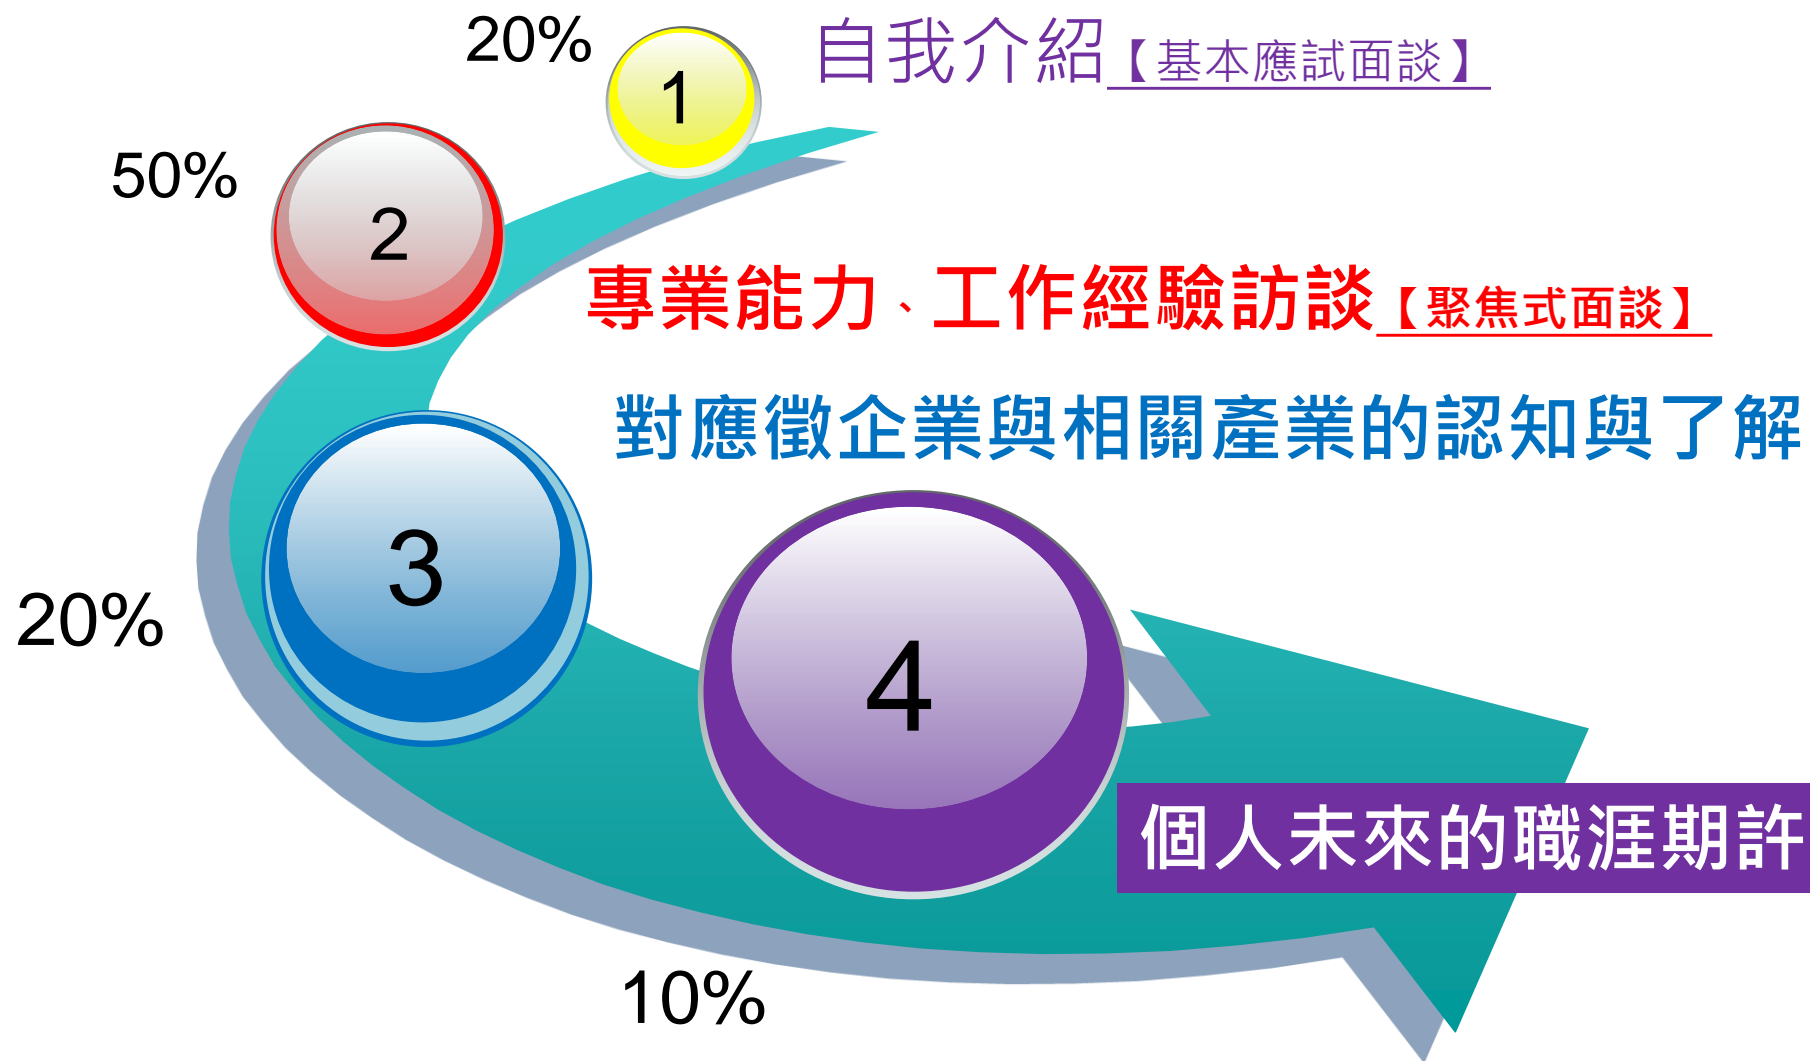 20%
1
自我介紹【基本應試面談】
50%
2
專業能力、工作經驗訪談【聚焦式面談】
對應徵企業與相關產業的認知與了解
3
20%
4
個人未來的職涯期許
10%